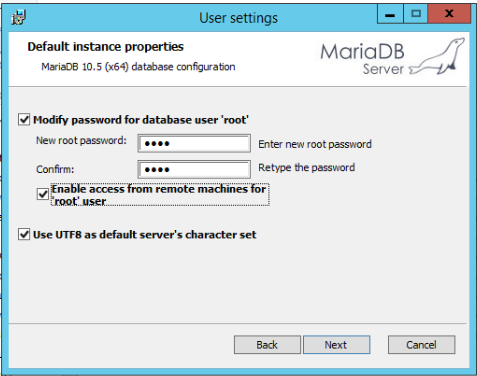 User settings
Default instance properties
MariaDB 10.5 (x64) database configuration
MariaDB
Server
Modify password for database user 'root'
New root password: •••• Enter new root password
Confirm: •••• Retype the password
Enable access from remote machines for
'root' user
Use UTF8 as default server's character set
Back Next Cancel